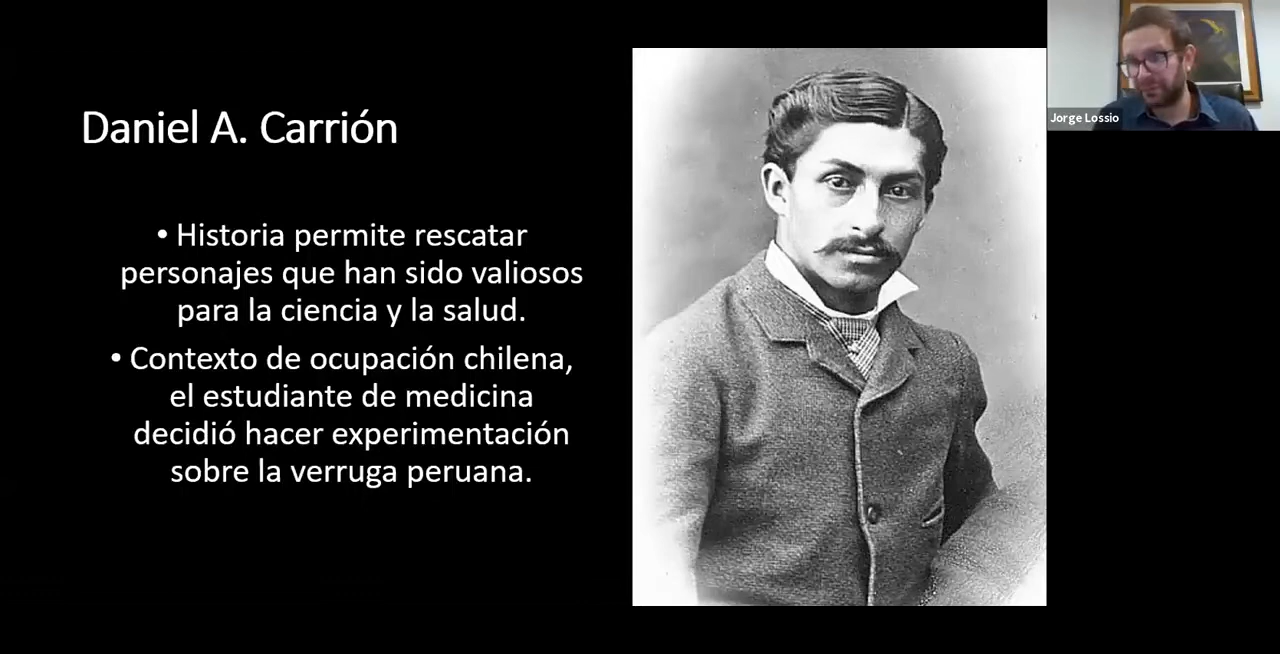 Daniel A. Carrión
Jorge Lossio
• Historia permite rescatar
personajes que han sido valiosos
para la ciencia y la salud.
• Contexto de ocupación chilena,
el estudiante de medicina
decidió hacer experimentación
sobre la verruga peruana.